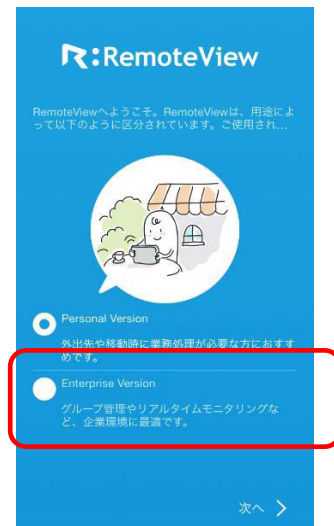 R:RemoteView
RemoteViewへようこそ。RemoteViewは、用途によ
って以下のように区分されています。ご使用され...
Personal Version
外出先や移動時に業務処理が必要な方におすす
めです。
Enterprise Version
グループ管理やリアルタイムモニタリングな
ど、企業環境に最適です。
次へ